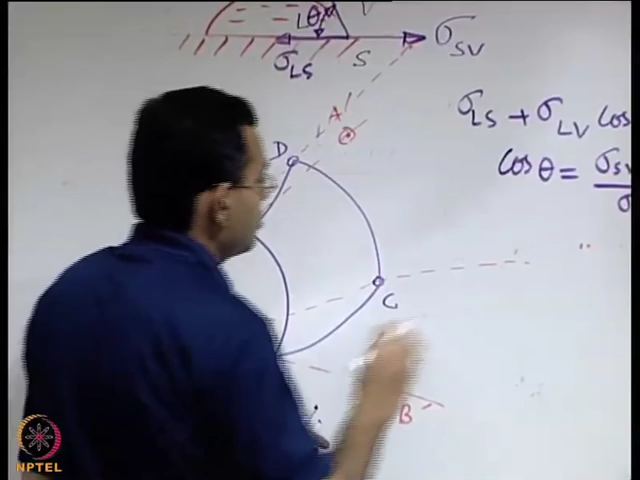 L θ V
σLS S σSV
A
D
σLS + σLV cos
cos θ = σSV
σ
C
B
NPTEL